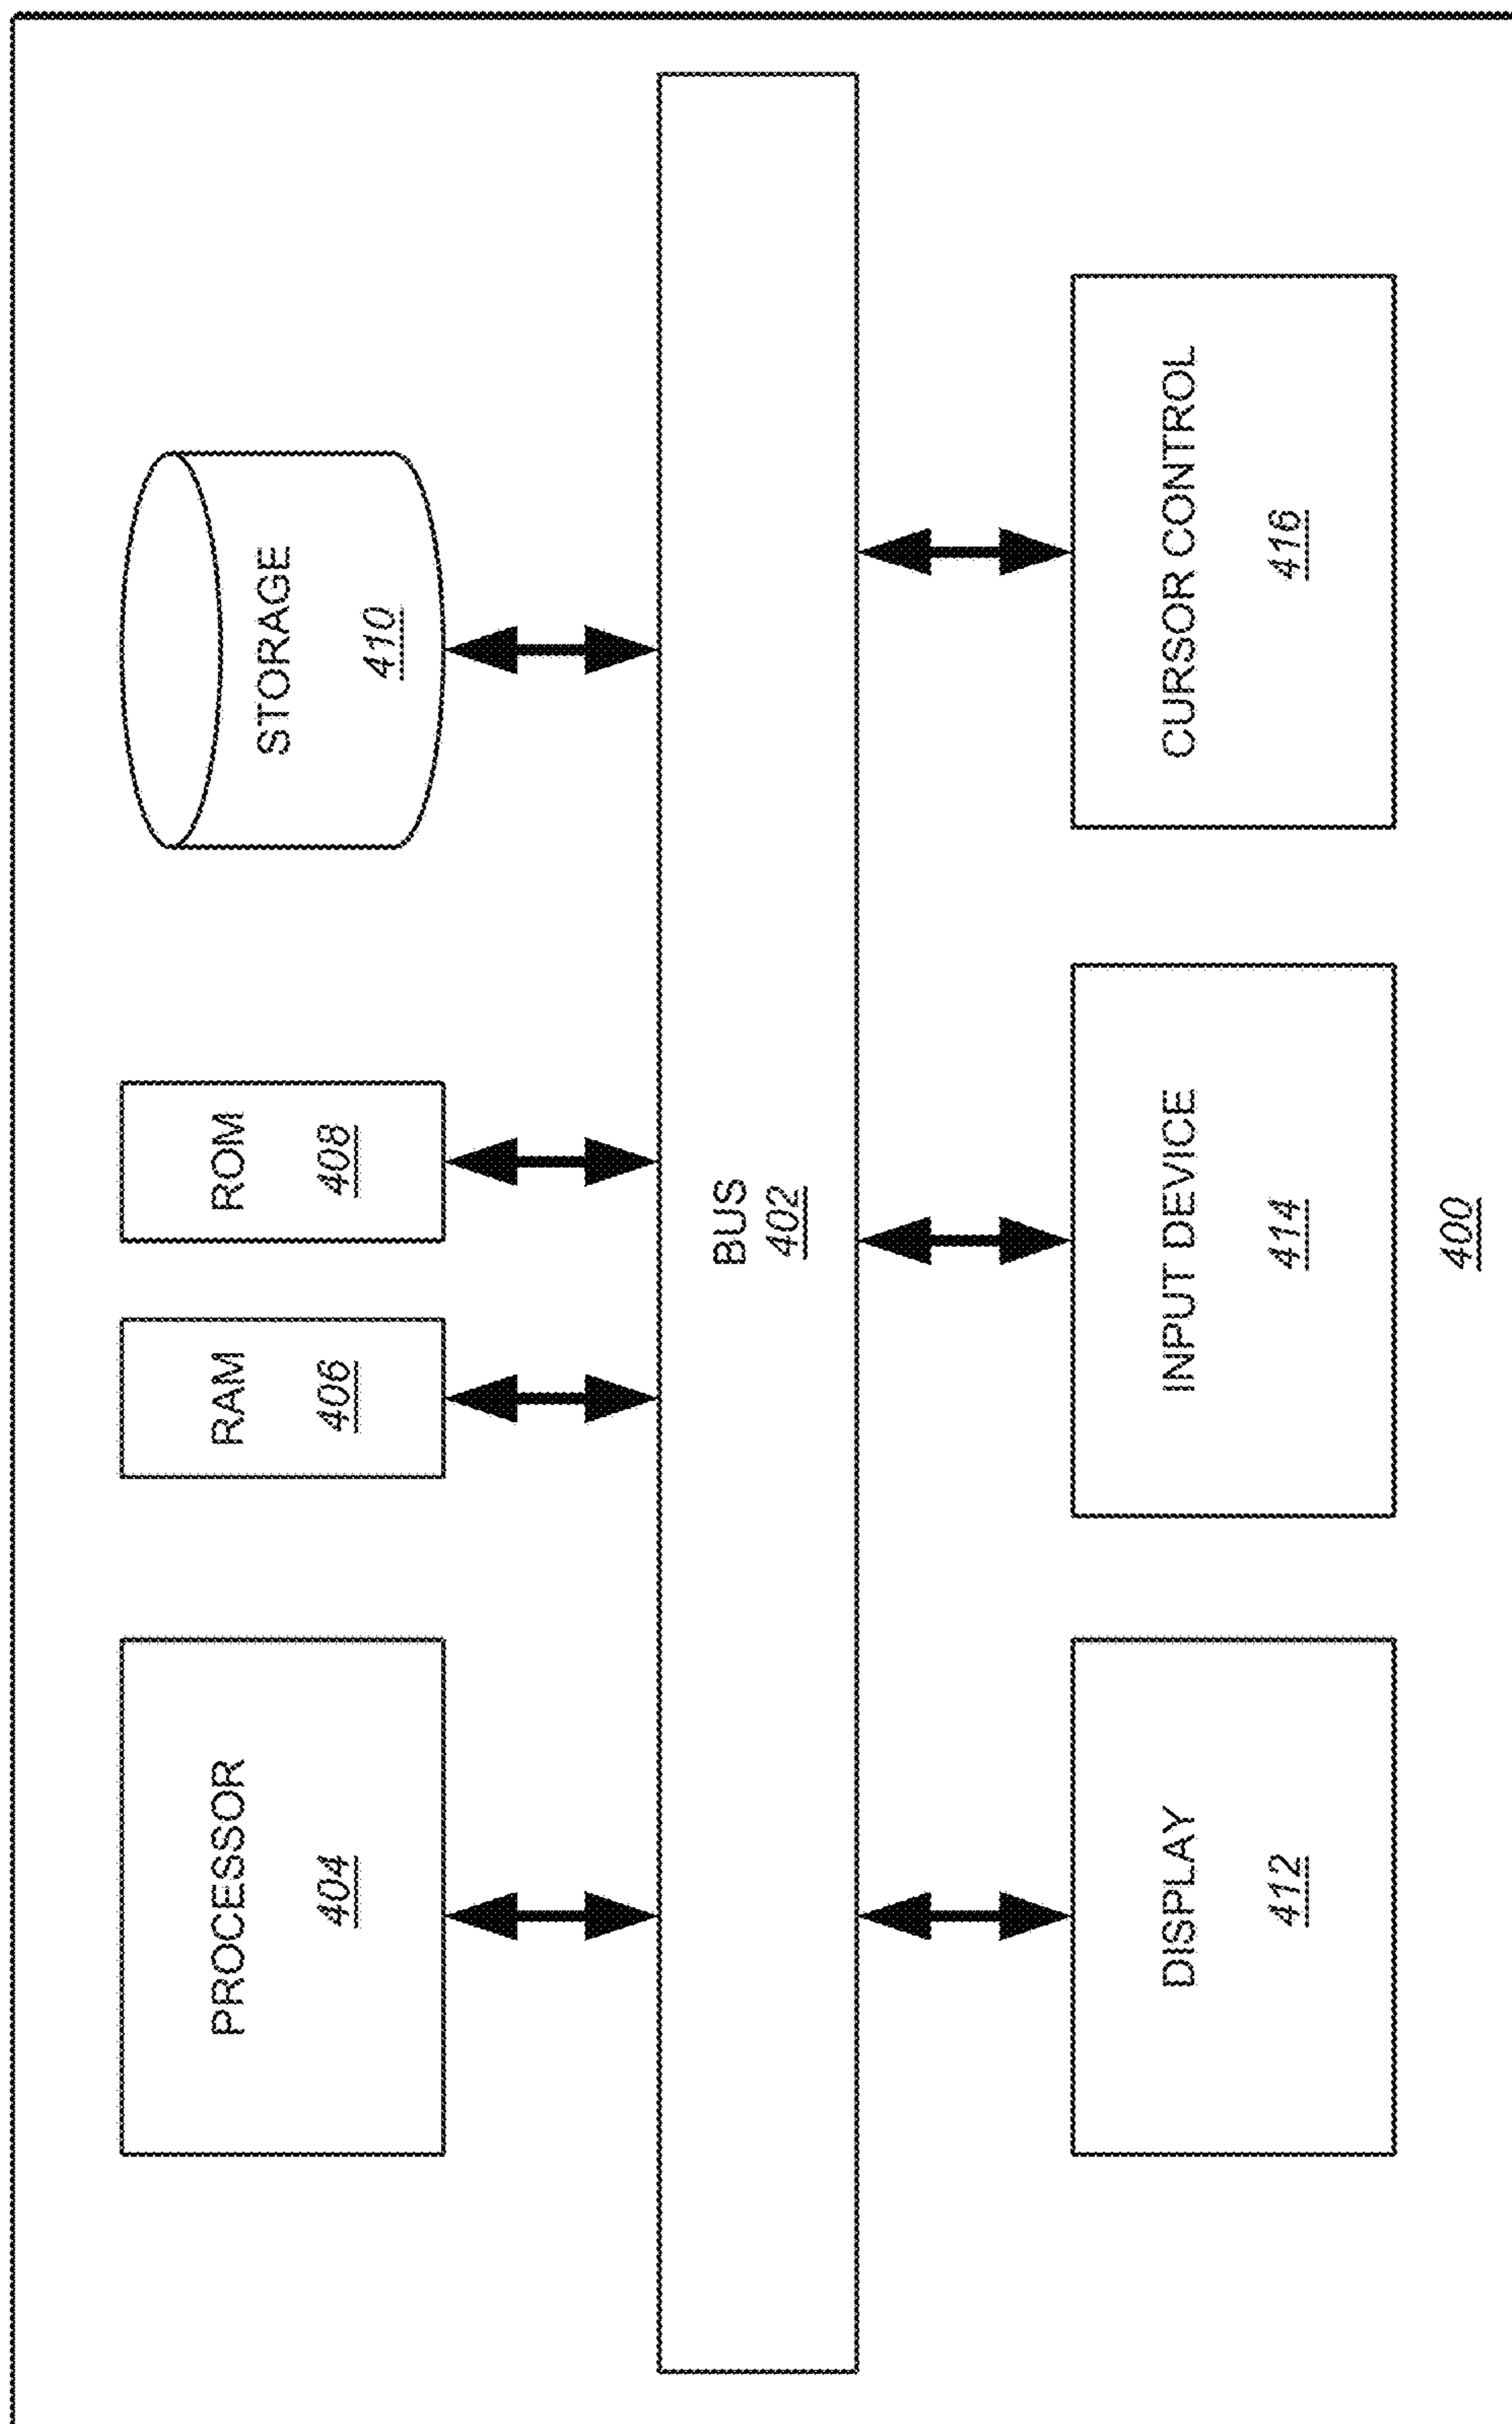 PROCESSOR
404
RAM
406
ROM
408
STORAGE
410
BUS
402
DISPLAY
412
INPUT DEVICE
414
CURSOR CONTROL
416
400